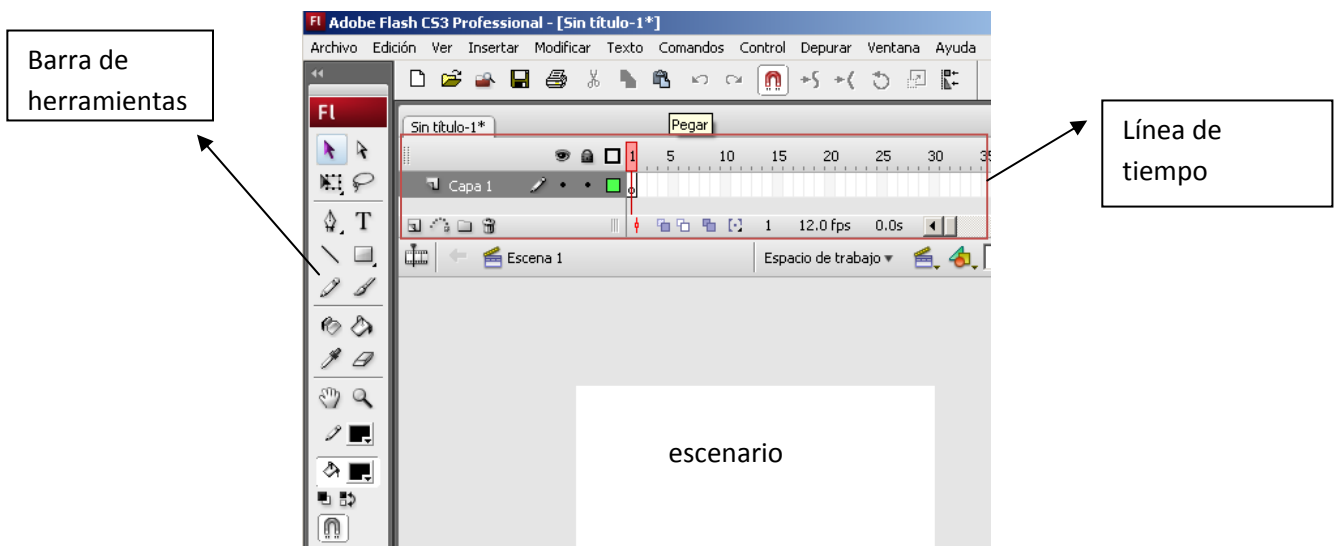 Adobe Flash CS3 Professional - [Sin título-1*]
Archivo Edición Ver Insertar Modificar Texto Comandos Control Depurar Ventana Ayuda
Barra de
herramientas
Fl
Sin título-1*
Pegar
1 5 10 15 20 25 30 35
Capa 1
1 12.0 fps 0.0s
Línea de
tiempo
Escena 1 Espacio de trabajo
escenario